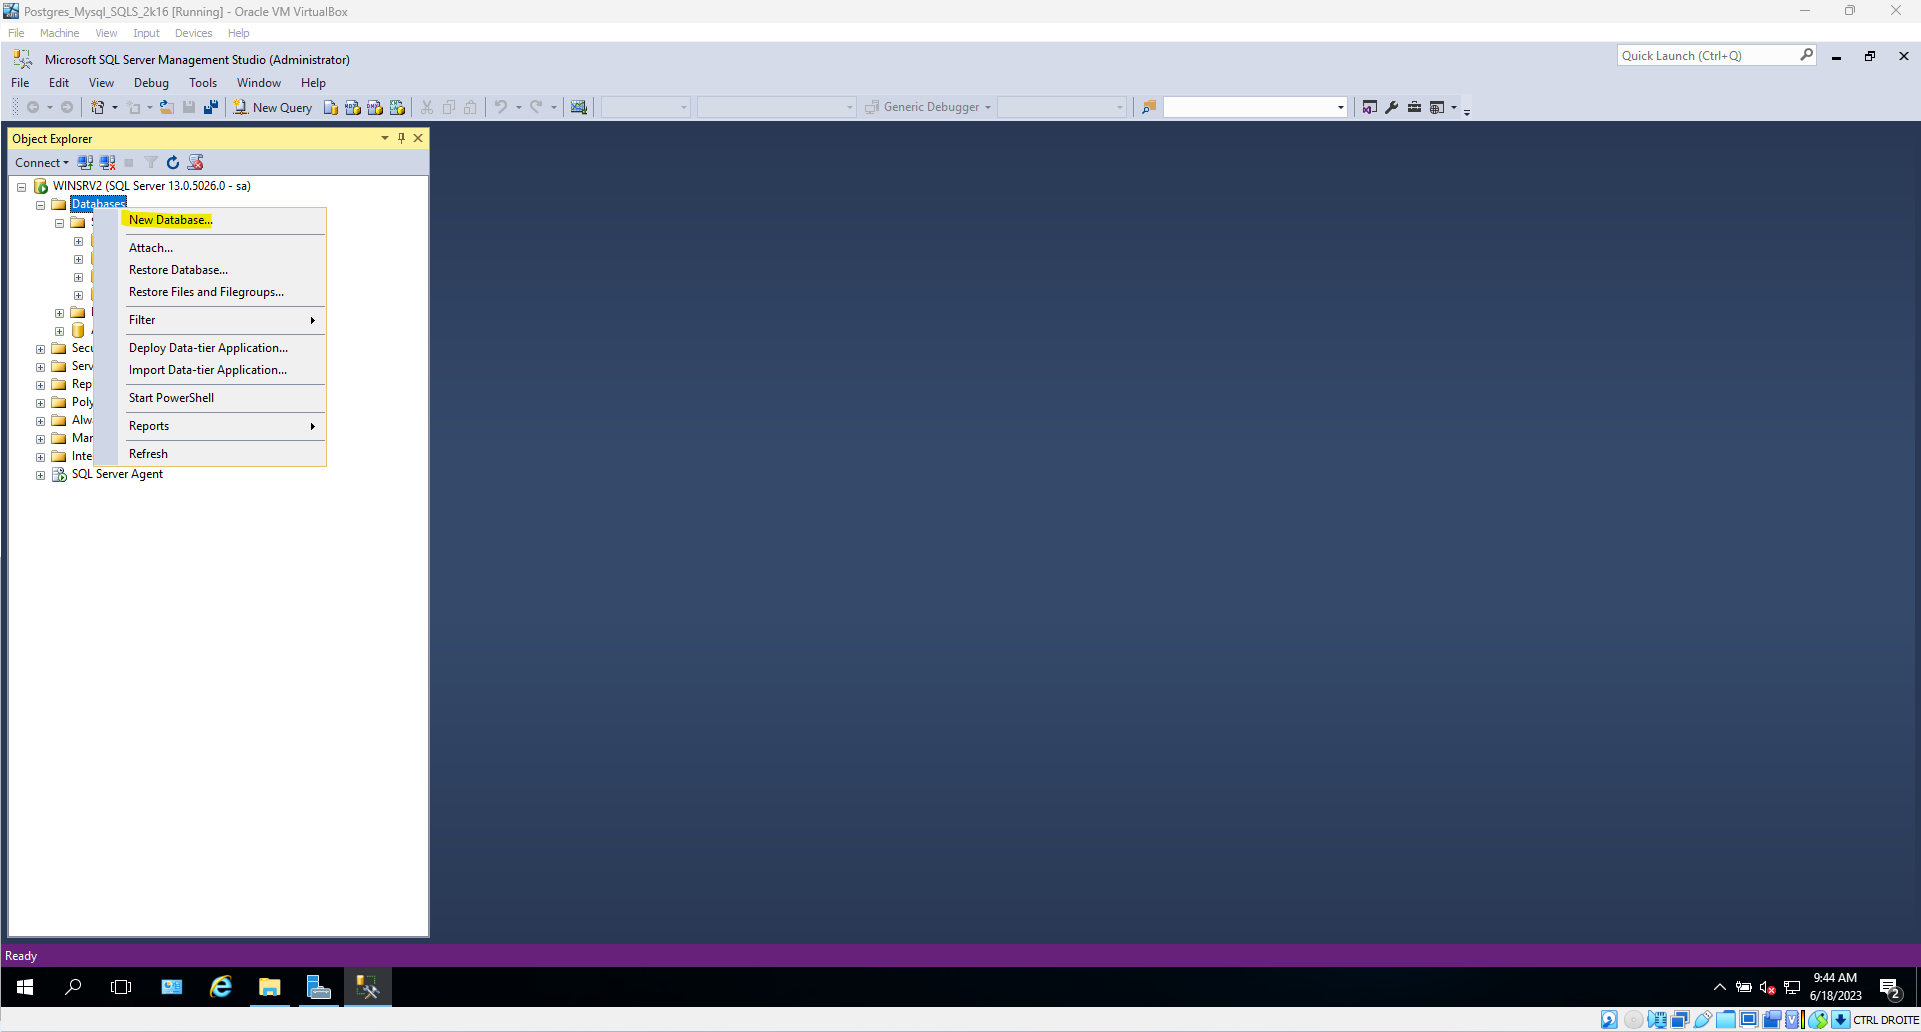 Postgres_Mysql_SQLS_2k16 [Running] - Oracle VM VirtualBox
File Machine View Input Devices Help
Microsoft SQL Server Management Studio (Administrator)
Quick Launch (Ctrl+Q)
File Edit View Debug Tools Window Help
New Query
Generic Debugger
Object Explorer
Connect
WINSRV2 (SQL Server 13.0.5026.0 - sa)
Databases
New Database...
Attach...
Restore Database...
Restore Files and Filegroups...
Filter
Deploy Data-tier Application...
Import Data-tier Application...
Start PowerShell
Reports
Refresh
Secu
Serv
Rep
Poly
Alw
Mar
Inte
SQL Server Agent
Ready
9:44 AM
6/18/2023
2
CTRL DROITE